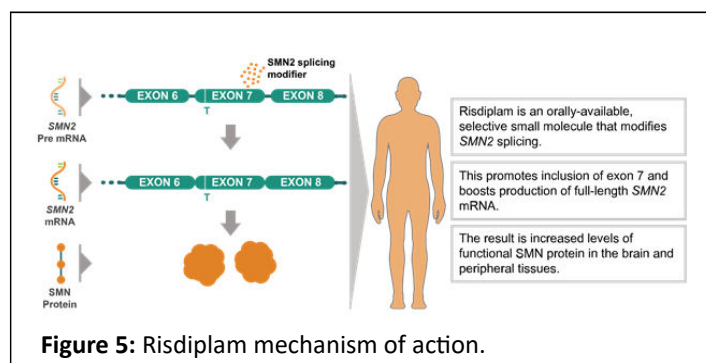 SMN2 splicing
modifier
EXON 6 EXON 7 EXON 8
T
SMN2
Pre mRNA
EXON 6 EXON 7 EXON 8
T
SMN2
mRNA
SMN
Protein
Risdiplam is an orally-available,
selective small molecule that modifies
SMN2 splicing.
This promotes inclusion of exon 7 and
boosts production of full-length SMN2
mRNA.
The result is increased levels of
functional SMN protein in the brain and
peripheral tissues.
Figure 5: Risdiplam mechanism of action.